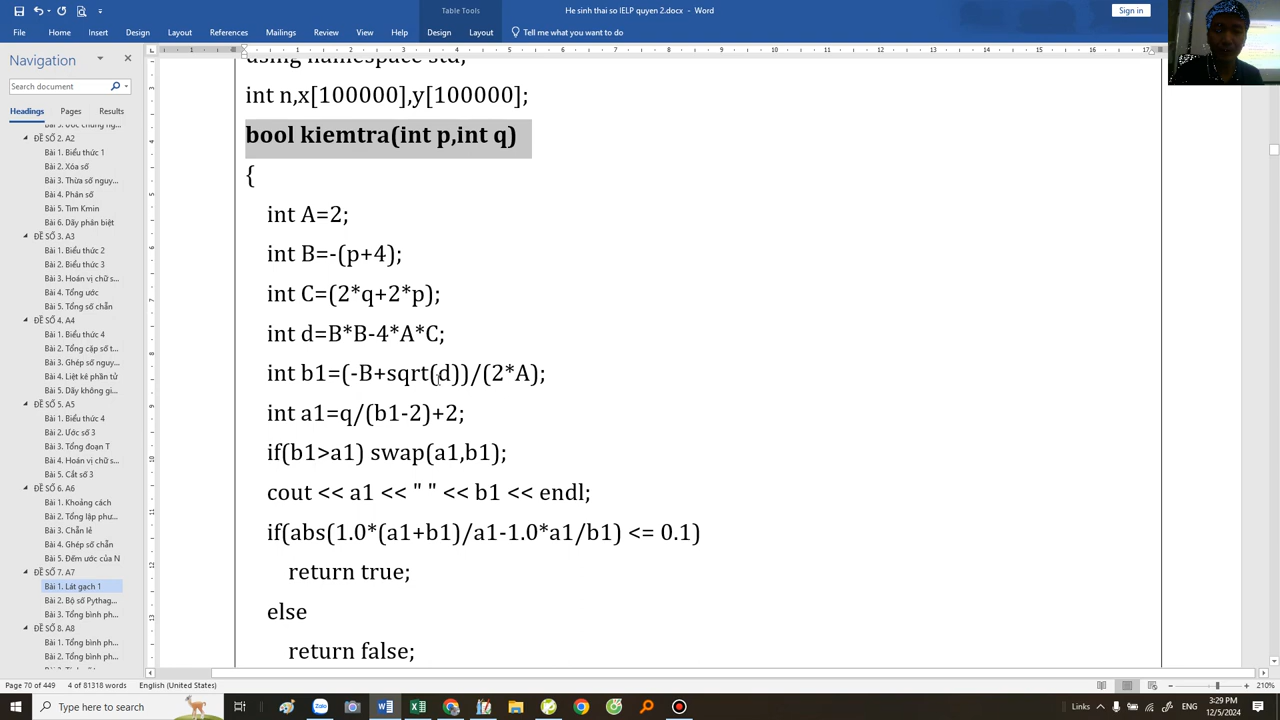 Table Tools
He sinh thai so IELP quyen 2.docx - Word
Sign in
File Home Insert Design Layout References Mailings Review View Help Design Layout Tell me what you want to do
Navigation
Search document
Headings Pages Results
ĐỀ SỐ 2. A2
Bài 1. Biểu thức 1
Bài 2. Xóa số
Bài 3. Thừa số nguy...
Bài 4. Phân số
Bài 5. Tìm Kmin
Bài 6. Dãy phân biệt
ĐỀ SỐ 3. A3
Bài 1. Biểu thức 2
Bài 2. Biểu thức 3
Bài 3. Hoán vị chữ s...
Bài 4. Tổng ước
Bài 5. Tổng số chẵn
ĐỀ SỐ 4. A4
Bài 1. Biểu thức 4
Bài 2. Tổng cặp số t...
Bài 3. Ghép số nguy...
Bài 4. Liệt kê phần tử
Bài 5. Dãy không gi...
ĐỀ SỐ 5. A5
Bài 1. Biểu thức 4
Bài 2. Ước số 3
Bài 3. Tổng đoạn T
Bài 4. Hoán vị chữ s...
Bài 5. Cắt số 3
ĐỀ SỐ 6. A6
Bài 1. Khoảng cách
Bài 2. Tổng lập phư...
Bài 3. Chẵn lẻ
Bài 4. Ghép số chẵn
Bài 5. Đếm ước của N
ĐỀ SỐ 7. A7
Bài 1. Lát gạch 1
Bài 2. Bộ số Pythag...
Bài 3. Tổng bình ph...
ĐỀ SỐ 8. A8
Bài 1. Tổng bình ph...
Bài 2. Tổng bình ph...
using namespace std;
int n,x[100000],y[100000];
bool kiemtra(int p,int q)
{
int A=2;
int B=-(p+4);
int C=(2*q+2*p);
int d=B*B-4*A*C;
int b1=(-B+sqrt(d))/(2*A);
int a1=q/(b1-2)+2;
if(b1>a1) swap(a1,b1);
cout << a1 << " " << b1 << endl;
if(abs(1.0*(a1+b1)/a1-1.0*a1/b1) <= 0.1)
return true;
else
return false;
Page 70 of 449 4 of 81318 words English (United States) 210%
Type here to search
Links
3:29 PM
12/5/2024